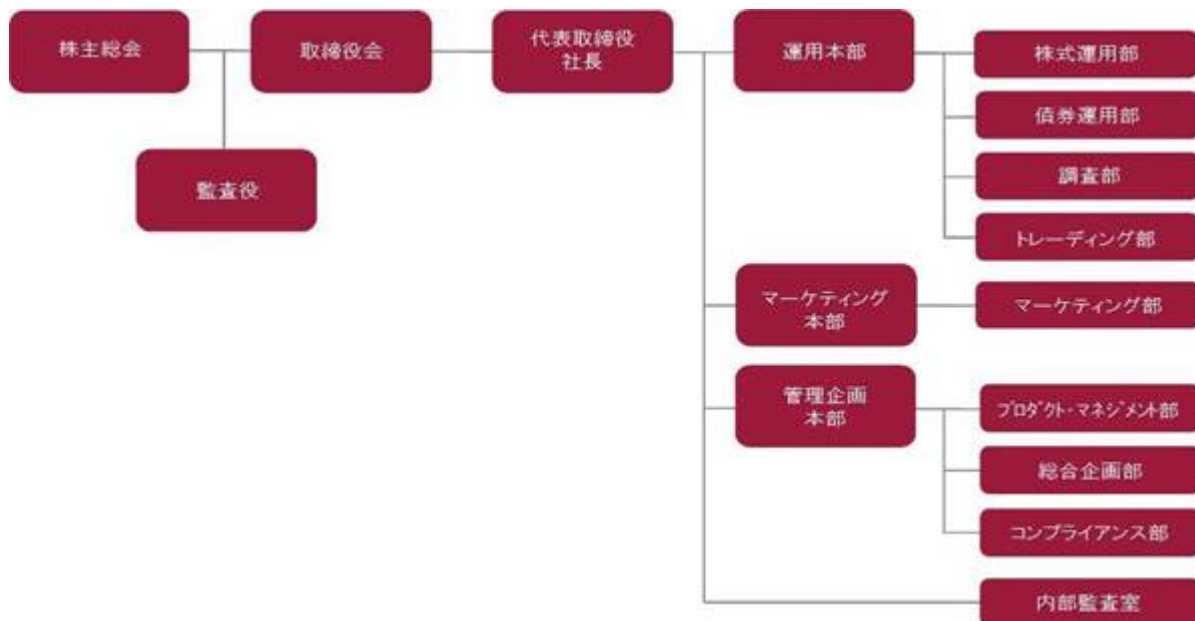 株主総会
取締役会
代表取締役
社長
運用本部
株式運用部
債券運用部
監査役
調査部
トレーディング部
マーケティング
本部
マーケティング部
管理企画
本部
プロダクト・マネジメント部
総合企画部
コンプライアンス部
内部監査室